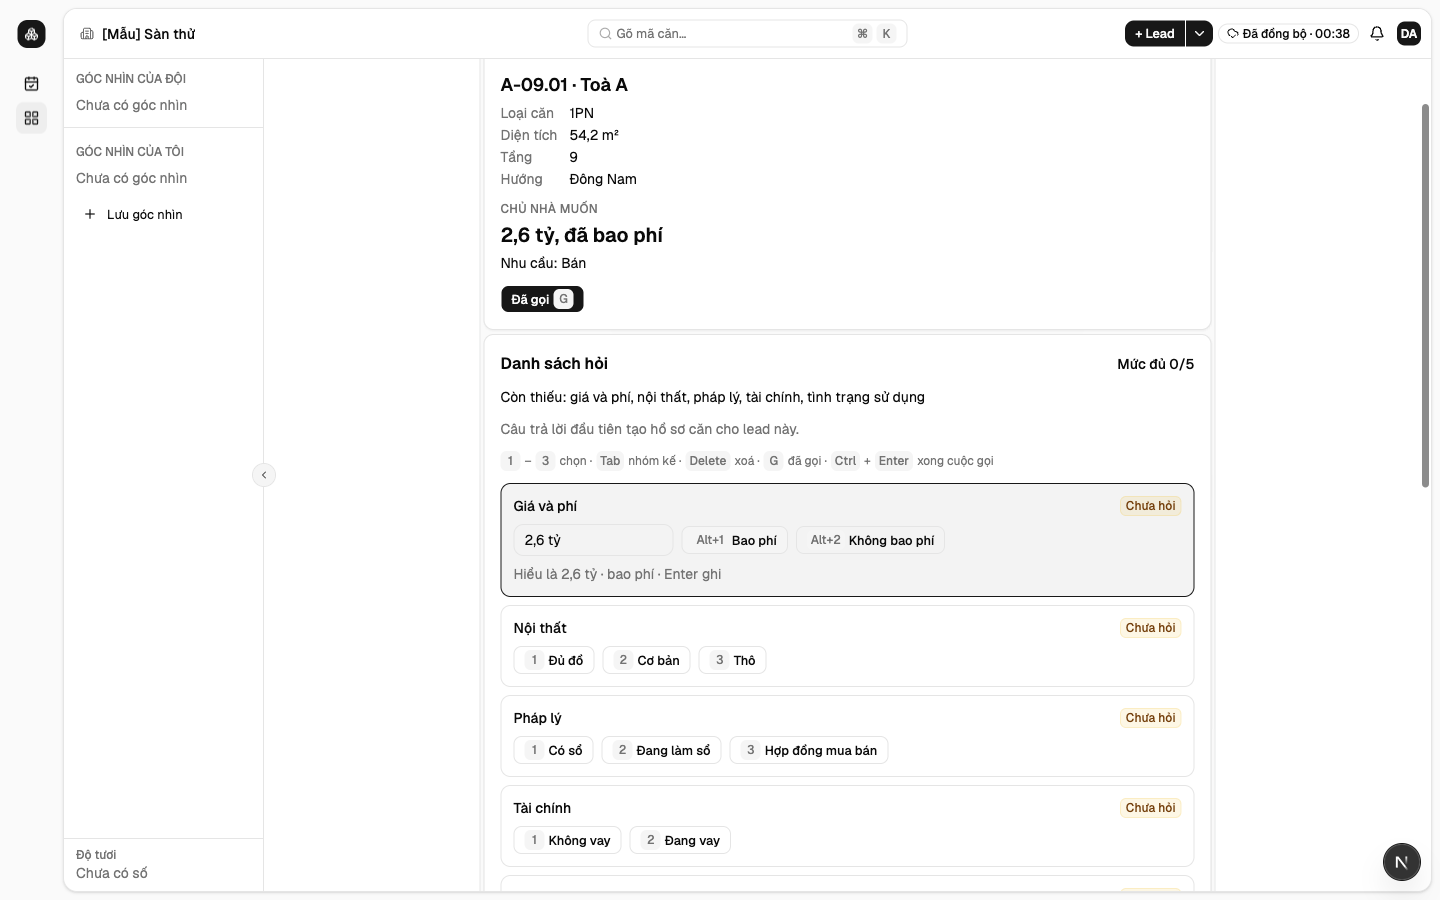 [Mẫu] Sàn thử
Gõ mã căn...
⌘ K
+ Lead
Đã đồng bộ · 00:38
DA
GÓC NHÌN CỦA ĐỘI
Chưa có góc nhìn
GÓC NHÌN CỦA TÔI
Chưa có góc nhìn
+ Lưu góc nhìn
Độ tươi
Chưa có số
A-09.01 · Toà A
Loại căn 1PN
Diện tích 54,2 m²
Tầng 9
Hướng Đông Nam
CHỦ NHÀ MUỐN
2,6 tỷ, đã bao phí
Nhu cầu: Bán
Đã gọi G
Danh sách hỏi Mức đủ 0/5
Còn thiếu: giá và phí, nội thất, pháp lý, tài chính, tình trạng sử dụng
Câu trả lời đầu tiên tạo hồ sơ căn cho lead này.
1 – 3 chọn · Tab nhóm kế · Delete xoá · G đã gọi · Ctrl + Enter xong cuộc gọi
Giá và phí Chưa hỏi
2,6 tỷ Alt+1 Bao phí Alt+2 Không bao phí
Hiểu là 2,6 tỷ · bao phí · Enter ghi
Nội thất Chưa hỏi
1 Đủ đồ 2 Cơ bản 3 Thô
Pháp lý Chưa hỏi
1 Có sổ 2 Đang làm sổ 3 Hợp đồng mua bán
Tài chính Chưa hỏi
1 Không vay 2 Đang vay
N